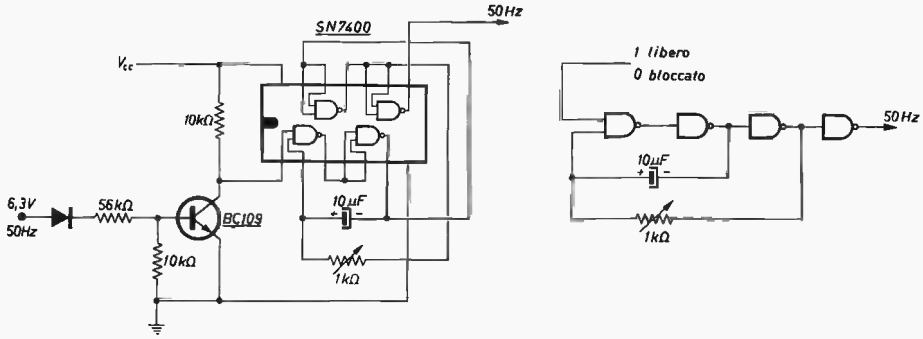 SN7400
50Hz
Vcc
10kΩ
10µF
+ -
1kΩ
6,3V
50Hz
56kΩ
BC109
10kΩ
1 libero
0 bloccato
50Hz
10µF
+ -
1kΩ